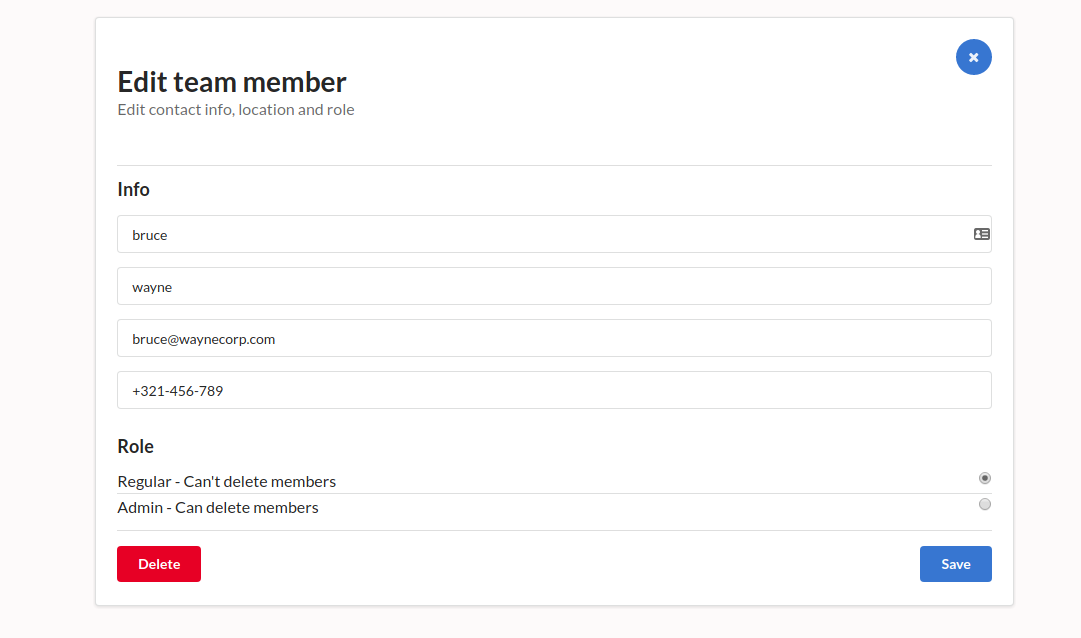 Edit team member
Edit contact info, location and role
Info
bruce
wayne
bruce@waynecorp.com
+321-456-789
Role
Regular - Can't delete members
Admin - Can delete members
Delete
Save